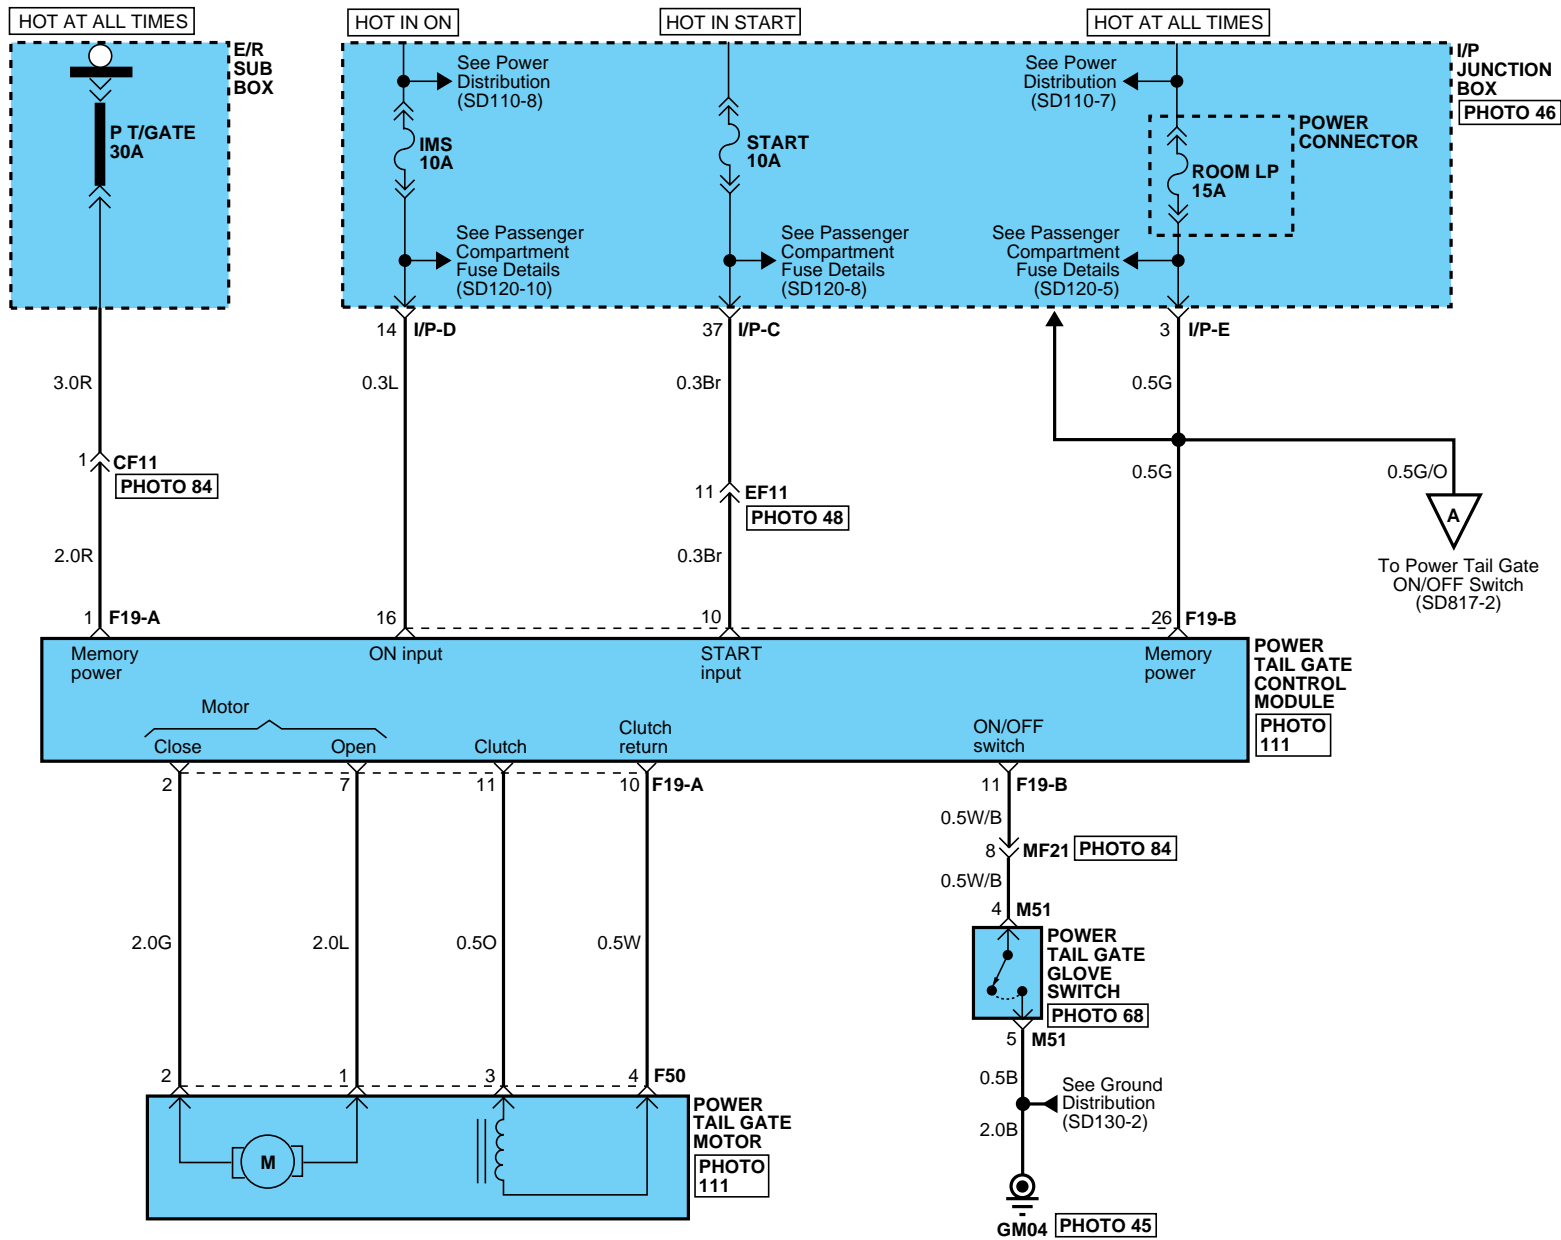 HOT AT ALL TIMES
HOT IN ON
HOT IN START
HOT AT ALL TIMES
E/R
SUB
BOX
P T/GATE
30A
See Power
Distribution
(SD110-8)
IMS
10A
START
10A
See Power
Distribution
(SD110-7)
POWER
CONNECTOR
ROOM LP
15A
I/P
JUNCTION
BOX
PHOTO 46
See Passenger
Compartment
Fuse Details
(SD120-10)
See Passenger
Compartment
Fuse Details
(SD120-8)
See Passenger
Compartment
Fuse Details
(SD120-5)
14 I/P-D
37 I/P-C
3 I/P-E
3.0R
0.3L
0.3Br
0.5G
1 CF11
PHOTO 84
11 EF11
PHOTO 48
0.5G
0.5G/O
A
To Power Tail Gate
ON/OFF Switch
(SD817-2)
2.0R
0.3Br
1 F19-A
16
10
26 F19-B
Memory
power
ON input
START
input
Memory
power
POWER
TAIL GATE
CONTROL
MODULE
PHOTO
111
Motor
Close
Open
Clutch
Clutch
return
ON/OFF
switch
2
7
11
10 F19-A
11 F19-B
0.5W/B
8 MF21 PHOTO 84
0.5W/B
4 M51
2.0G
2.0L
0.5O
0.5W
POWER
TAIL GATE
GLOVE
SWITCH
PHOTO 68
5 M51
0.5B
See Ground
Distribution
(SD130-2)
2.0B
GM04 PHOTO 45
2
1
3
4 F50
M
POWER
TAIL GATE
MOTOR
PHOTO
111